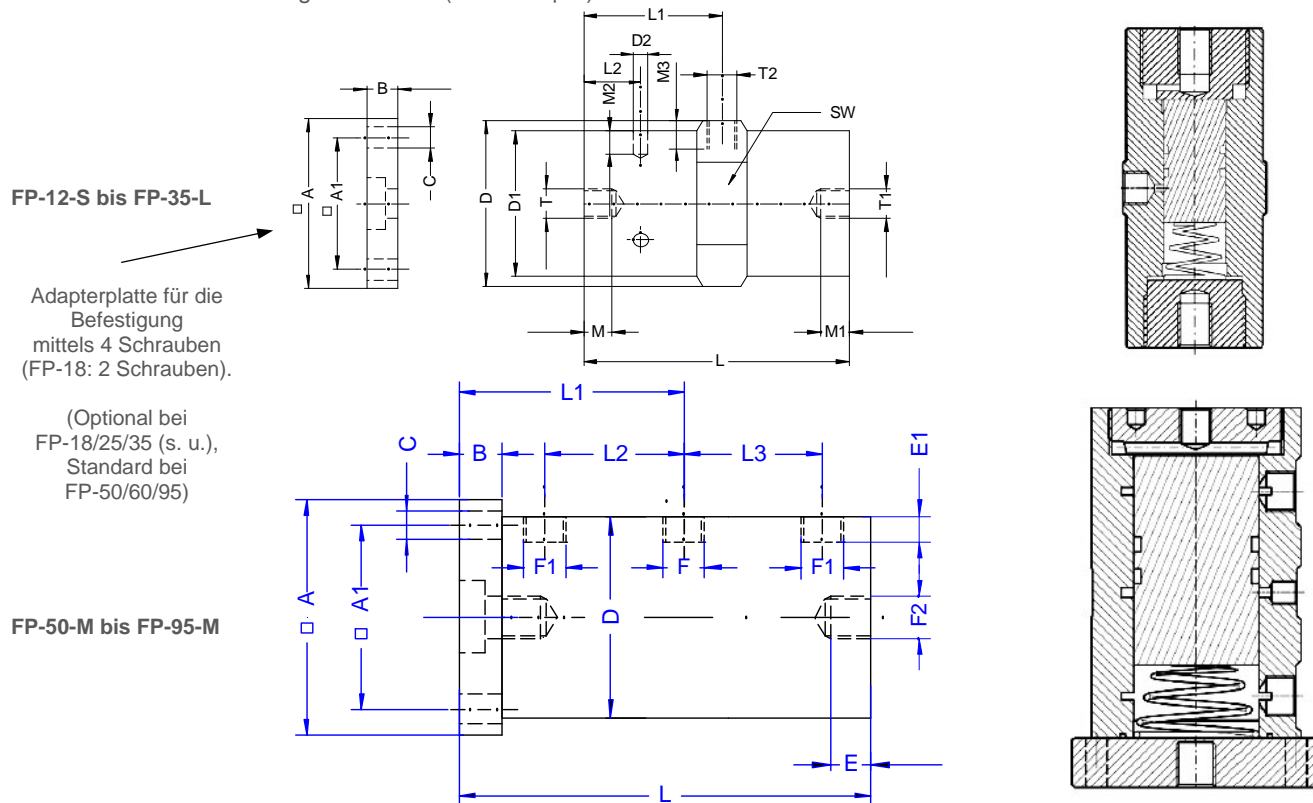 L1
D2
L2
M3
T2
M2
B
SW
A
A1
C
D
D1
T
T1
M
M1
L
FP-12-S bis FP-35-L
Adapterplatte für die
Befestigung
mittels 4 Schrauben
(FP-18: 2 Schrauben).
(Optional bei
FP-18/25/35 (s. u.),
Standard bei
FP-50/60/95)
FP-50-M bis FP-95-M
L1
C
B
L2
L3
E1
F1
F
F1
A
A1
D
F2
E
L